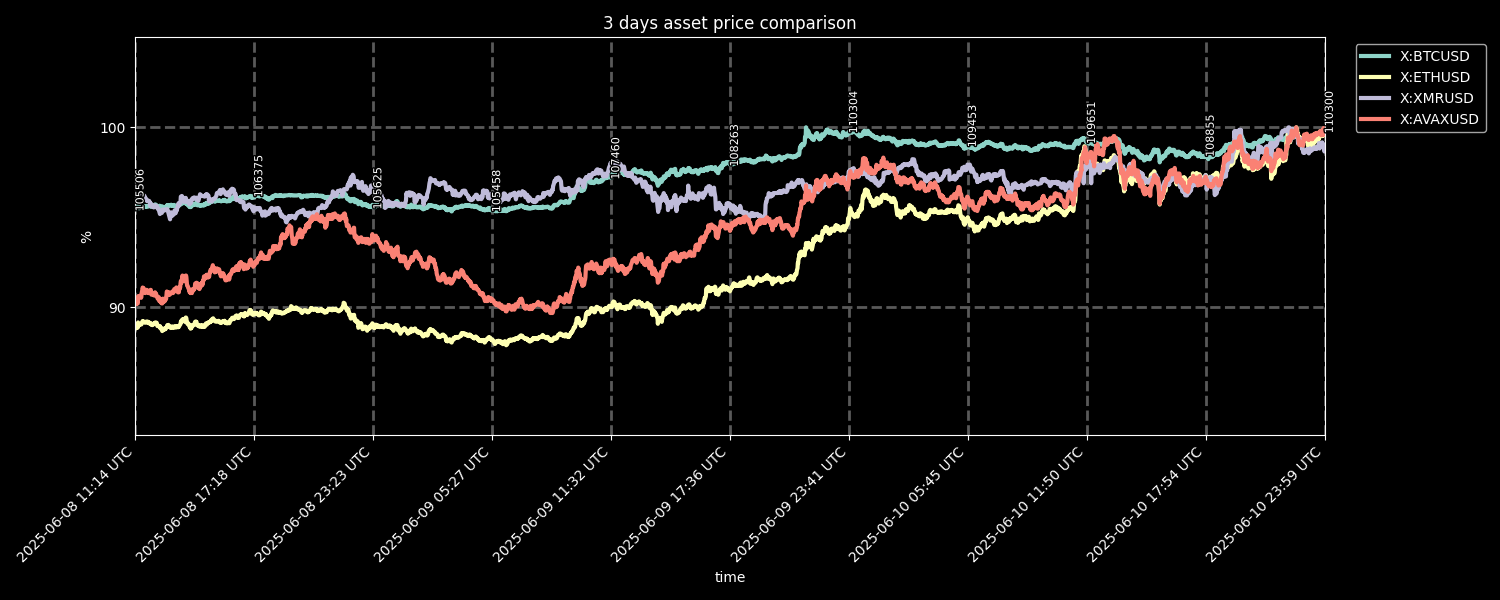 3 days asset price comparison
X:BTCUSD
X:ETHUSD
X:XMRUSD
X:AVAXUSD
100
90
%
105506
106375
105625
105458
107460
108263
110304
109453
109651
108855
110300
2025-06-08 11:14 UTC
2025-06-08 17:18 UTC
2025-06-08 23:23 UTC
2025-06-09 05:27 UTC
2025-06-09 11:32 UTC
2025-06-09 17:36 UTC
2025-06-09 23:41 UTC
2025-06-10 05:45 UTC
2025-06-10 11:50 UTC
2025-06-10 17:54 UTC
2025-06-10 23:59 UTC
time